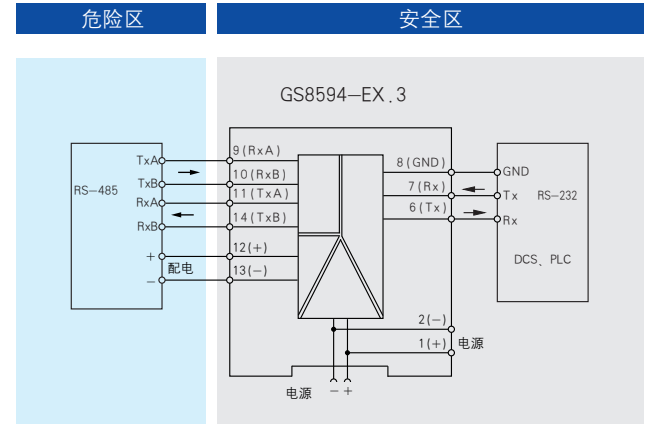 危险区
安全区
GS8594-EX.3
9(RxA)
TxA
10(RxB)
TxB
11(TxA)
RxA
14(TxB)
RxB
RS-485
12(+)
+
配电
13(-)
-
8(GND)
GND
7(Rx)
Tx
RS-232
6(Tx)
Rx
DCS、PLC
2(-)
1(+)
电源
电源
- +